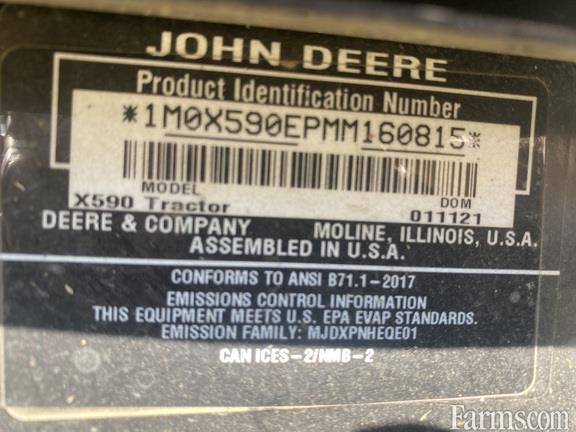 JOHN DEERE
Product Identification Number
*1M0X590EPMM160815*
MODEL DOM
X590 Tractor 011121
DEERE & COMPANY MOLINE, ILLINOIS, U.S.A.
ASSEMBLED IN U.S.A.
CONFORMS TO ANSI B71.1-2017
EMISSIONS CONTROL INFORMATION
THIS EQUIPMENT MEETS U.S. EPA EVAP STANDARDS.
EMISSION FAMILY: MJDXPNHEQE01
CAN ICES-2/NMB-2
Farms.com